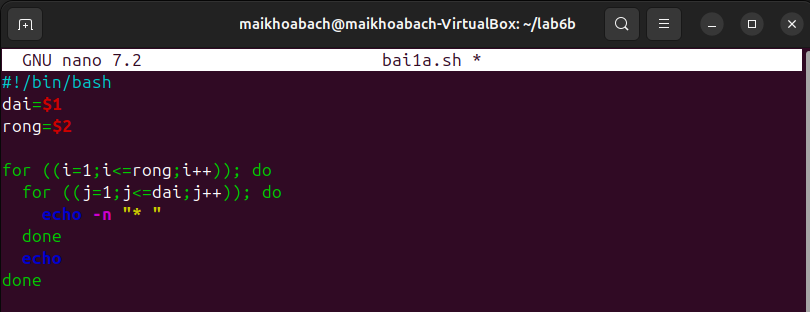 maikhoabach@maikhoabach-VirtualBox: ~/lab6b
GNU nano 7.2 bai1a.sh *
#!/bin/bash
dai=$1
rong=$2
for ((i=1;i<=rong;i++)); do
for ((j=1;j<=dai;j++)); do
echo -n "* "
done
echo
done